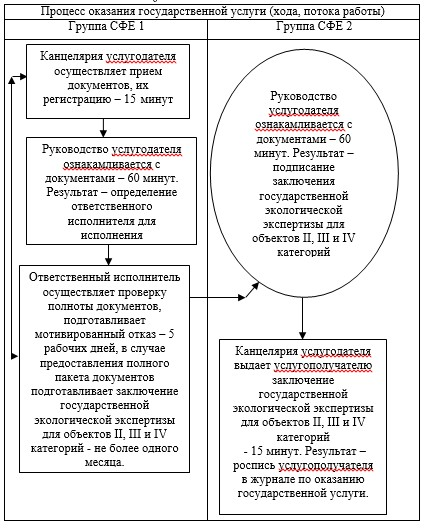 Процесс оказания государственной услуги (хода, потока работы)
Группа СФЕ 1
Группа СФЕ 2
Канцелярия услугодателя
осуществляет прием
документов, их
регистрацию – 15 минут
Руководство услугодателя
ознакамливается с
документами – 60 минут.
Результат – определение
ответственного
исполнителя для
исполнения
Ответственный исполнитель
осуществляет проверку
полноты документов,
подготавливает
мотивированный отказ – 5
рабочих дней, в случае
предоставления полного
пакета документов
подготавливает заключение
государственной
экологической экспертизы
для объектов II, III и IV
категорий - не более одного
месяца.
Руководство
услугодателя
ознакамливается с
документами – 60
минут. Результат –
подписание
заключения
государственной
экологической
экспертизы для
объектов II, III и IV
категорий
Канцелярия услугодателя
выдает услугополучателю
заключение
государственной
экологической экспертизы
для объектов II, III и IV
категорий
- 15 минут. Результат –
роспись услугополучателя
в журнале по оказанию
государственной услуги.